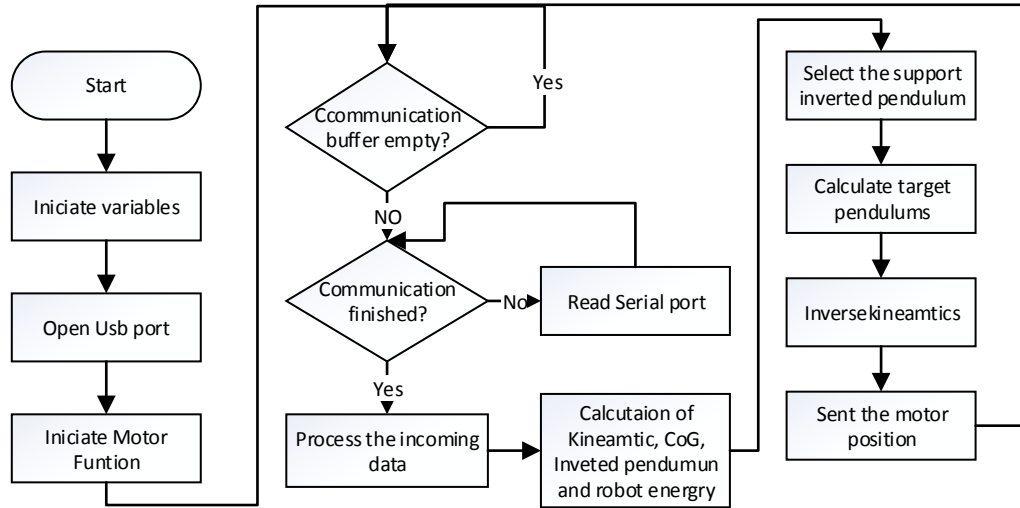 Start
Iniciate variables
Open Usb port
Iniciate Motor
Funtion
Ccommunication
buffer empty?
Yes
NO
Communication
finished?
No
Read Serial port
Yes
Process the incoming
data
Calcutaion of
Kineamtic, CoG,
Inveted pendumun
and robot energry
Select the support
inverted pendulum
Calculate target
pendulums
Inversekineamtics
Sent the motor
position